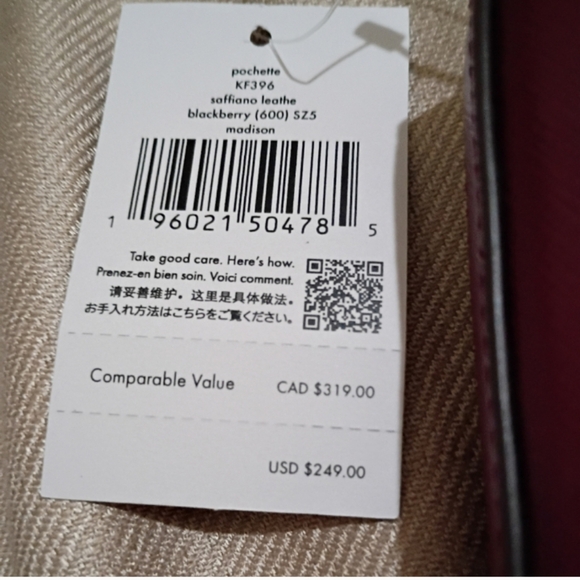 pochette
KF396
saffiano leathe
blackberry (600) SZ5
madison
1 96021 50478 5
Take good care. Here's how.
Prenez-en bien soin. Voici comment.
请妥善维护。这里是具体做法。
お手入れ方法はこちらをご覧ください。
Comparable Value CAD $319.00
USD $249.00